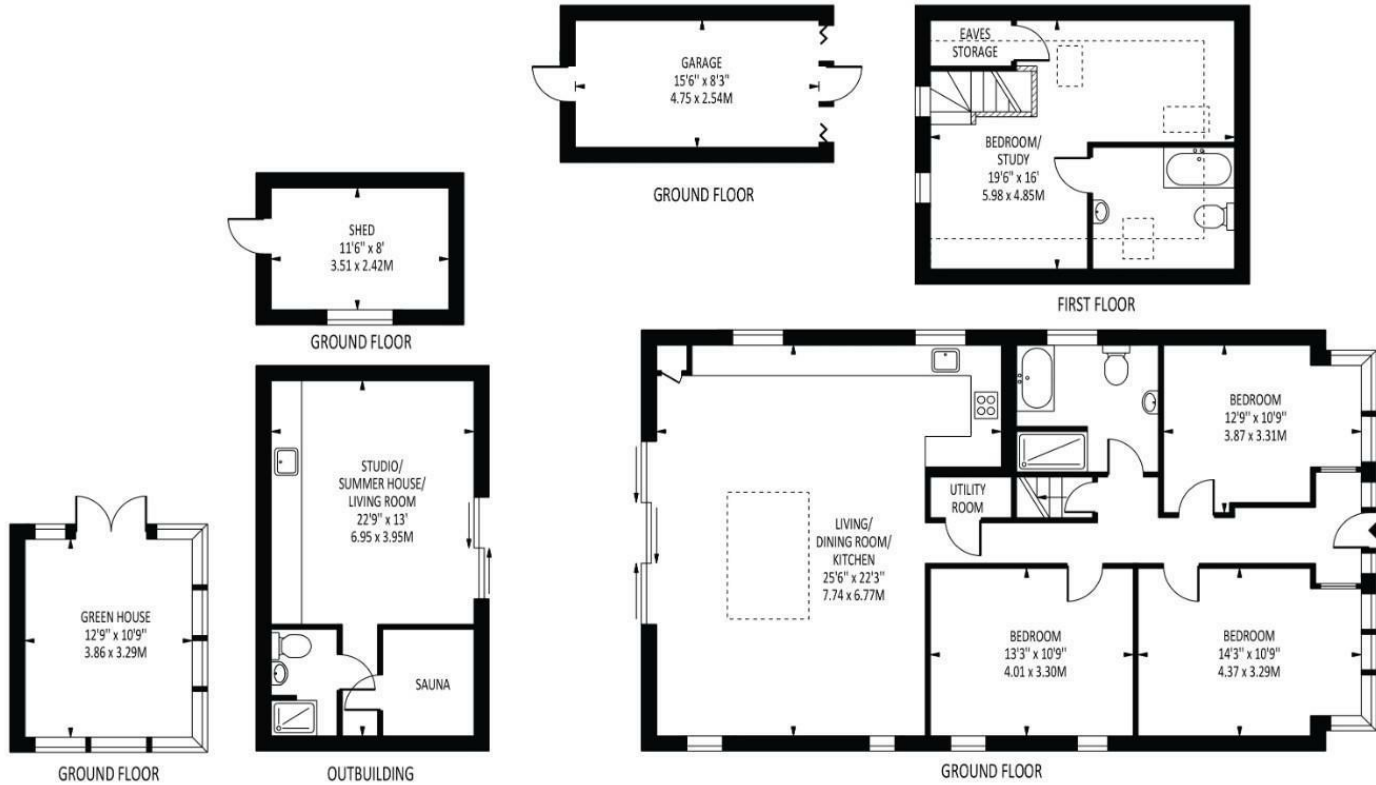 GARAGE
15'6" x 8'3"
4.75 x 2.54M
GROUND FLOOR
EAVES
STORAGE
BEDROOM/
STUDY
19'6" x 16'
5.98 x 4.85M
FIRST FLOOR
SHED
11'6" x 8'
3.51 x 2.42M
GROUND FLOOR
GREEN HOUSE
12'9" x 10'9"
3.86 x 3.29M
GROUND FLOOR
STUDIO/
SUMMER HOUSE/
LIVING ROOM
22'9" x 13'
6.95 x 3.95M
SAUNA
OUTBUILDING
LIVING/
DINING ROOM/
KITCHEN
25'6" x 22'3"
7.74 x 6.77M
UTILITY
ROOM
BEDROOM
12'9" x 10'9"
3.87 x 3.31M
BEDROOM
13'3" x 10'9"
4.01 x 3.30M
BEDROOM
14'3" x 10'9"
4.37 x 3.29M
GROUND FLOOR